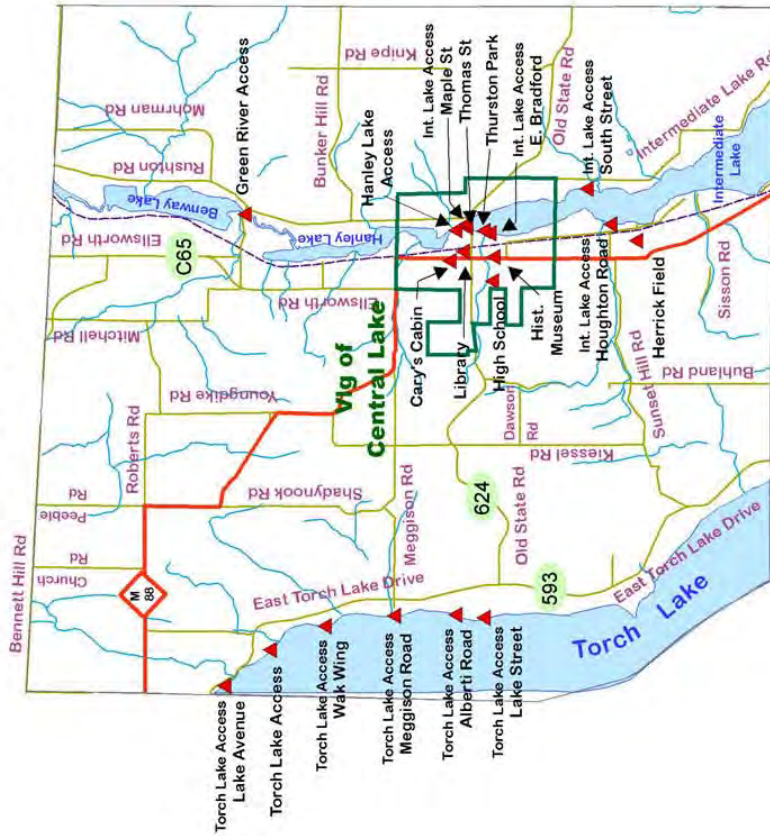 Bennett Hill Rd
Church
Rd
Peeble
Rd
M
88
Roberts Rd
Mitchell Rd
Ellsworth Rd
C65
Rushton Rd
Mohrman Rd
Benway Lake
Green River Access
Torch Lake Access
Lake Avenue
Torch Lake Access
Torch Lake Access
Wak Wing
East Torch Lake Drive
Shadynook Rd
Youngdike Rd
Ellsworth Rd
Hanley Lake
Bunker Hill Rd
Knipe Rd
Vlg of
Central Lake
Hanley Lake
Access
Int. Lake Access
Maple St
Thomas St
Thurston Park
Int. Lake Access
E. Bradford
Torch Lake Access
Meggison Road
Meggison Rd
Cary's Cabin
Library
High School
Hist.
Museum
Torch Lake Access
Alberti Road
Torch Lake Access
Lake Street
624
Dawson
Rd
Old State Rd
Old State Rd
593
Kiessel Rd
Int. Lake Access
Houghton Road
Int. Lake Access
South Street
Herrick Field
Sunset Hill Rd
Buhland Rd
Sisson Rd
Intermediate
Lake
Intermediate Lake Rd
East Torch Lake Drive
Torch Lake